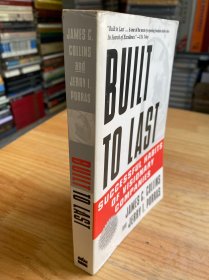 JAMES C.
COLLINS
AND
JERRY I.
PORRAS
BUILT TO LAST
BUILT
TO LAST
SUCCESSFUL HABITS
OF VISIONARY
COMPANIES
JAMES C. COLLINS
AND JERRY I. PORRAS